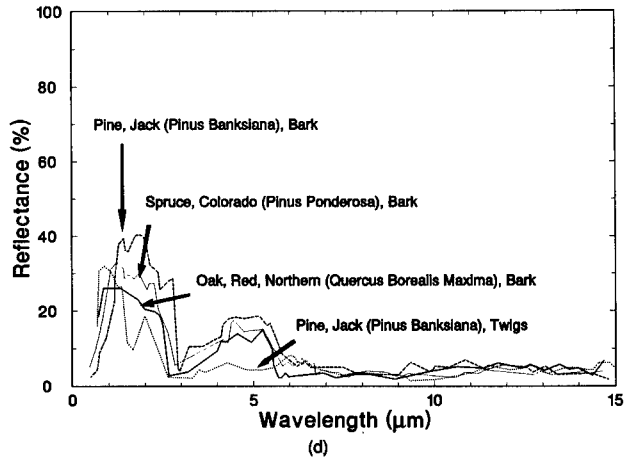 100
80
60
40
20
0
Reflectance (%)
Pine, Jack (Pinus Banksiana), Bark
Spruce, Colorado (Pinus Ponderosa), Bark
Oak, Red, Northern (Quercus Borealis Maxima), Bark
Pine, Jack (Pinus Banksiana), Twigs
0 5 10 15
Wavelength (μm)
(d)